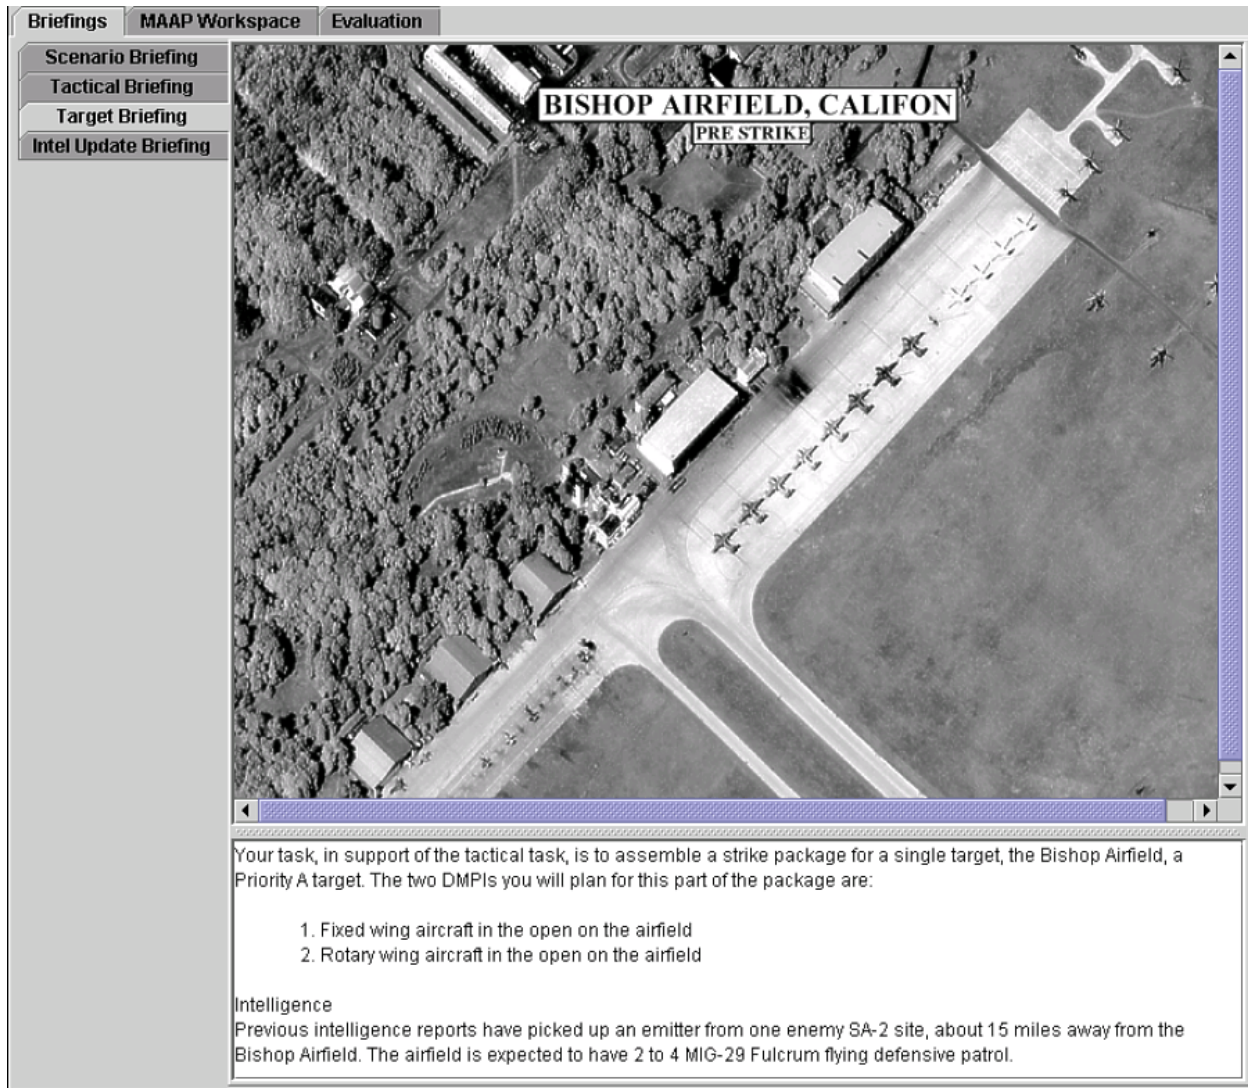 Briefings MAAP Workspace Evaluation
Scenario Briefing
Tactical Briefing
Target Briefing
Intel Update Briefing
BISHOP AIRFIELD, CALIFON
PRE STRIKE
Your task, in support of the tactical task, is to assemble a strike package for a single target, the Bishop Airfield, a
Priority A target. The two DMPIs you will plan for this part of the package are:
1. Fixed wing aircraft in the open on the airfield
2. Rotary wing aircraft in the open on the airfield
Intelligence
Previous intelligence reports have picked up an emitter from one enemy SA-2 site, about 15 miles away from the
Bishop Airfield. The airfield is expected to have 2 to 4 MIG-29 Fulcrum flying defensive patrol.